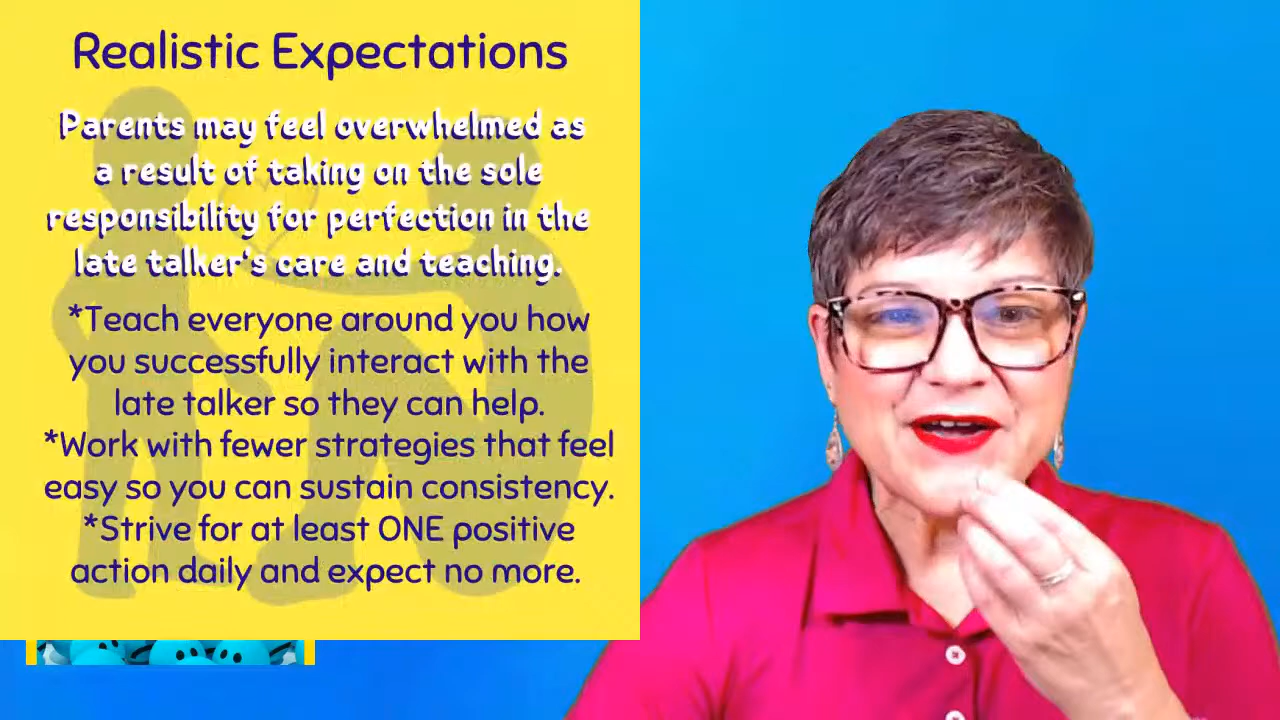 Realistic Expectations
Parents may feel overwhelmed as
a result of taking on the sole
responsibility for perfection in the
late talker's care and teaching.
*Teach everyone around you how
you successfully interact with the
late talker so they can help.
*Work with fewer strategies that feel
easy so you can sustain consistency.
*Strive for at least ONE positive
action daily and expect no more.